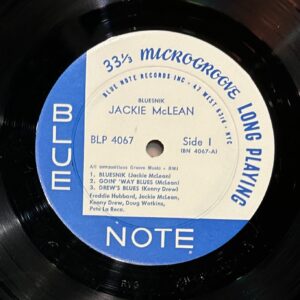 33⅓ MICROGROOVE LONG PLAYING
BLUE NOTE RECORDS INC · 47 WEST 63rd · NYC
BLUESNIK
JACKIE McLEAN
BLP 4067
Side 1
(BN 4067-A)
All compositions Groove Music - BMI
1. BLUESNIK (Jackie McLean)
2. GOIN' 'WAY BLUES (McLean)
3. DREW'S BLUES (Kenny Drew)
Freddie Hubbard, Jackie McLean,
Kenny Drew, Doug Watkins,
Pete La Roca.
BLUE
NOTE